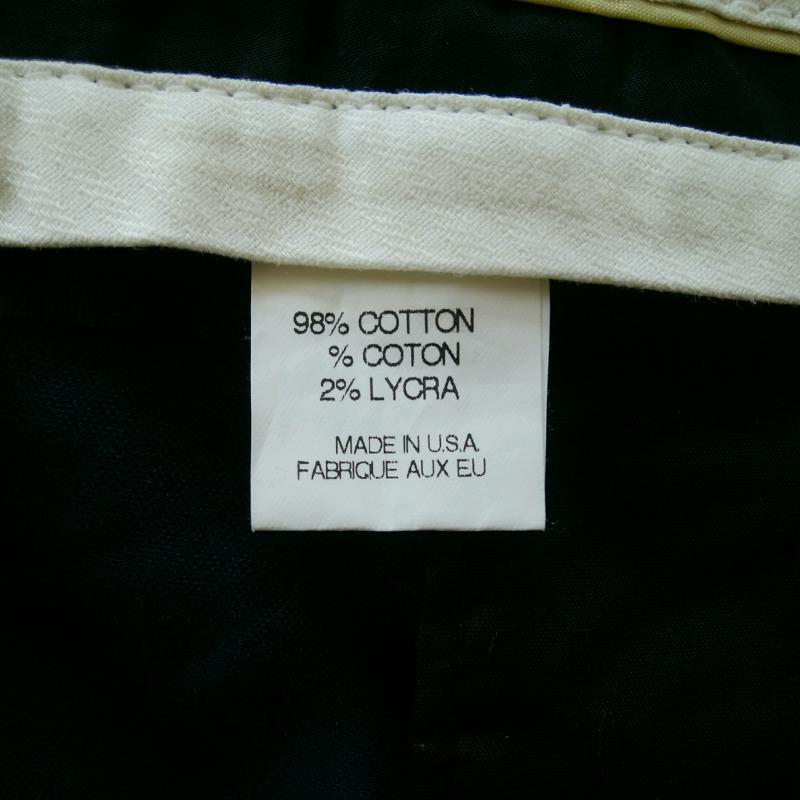 98% COTTON
% COTON
2% LYCRA
MADE IN U.S.A.
FABRIQUE AUX EU